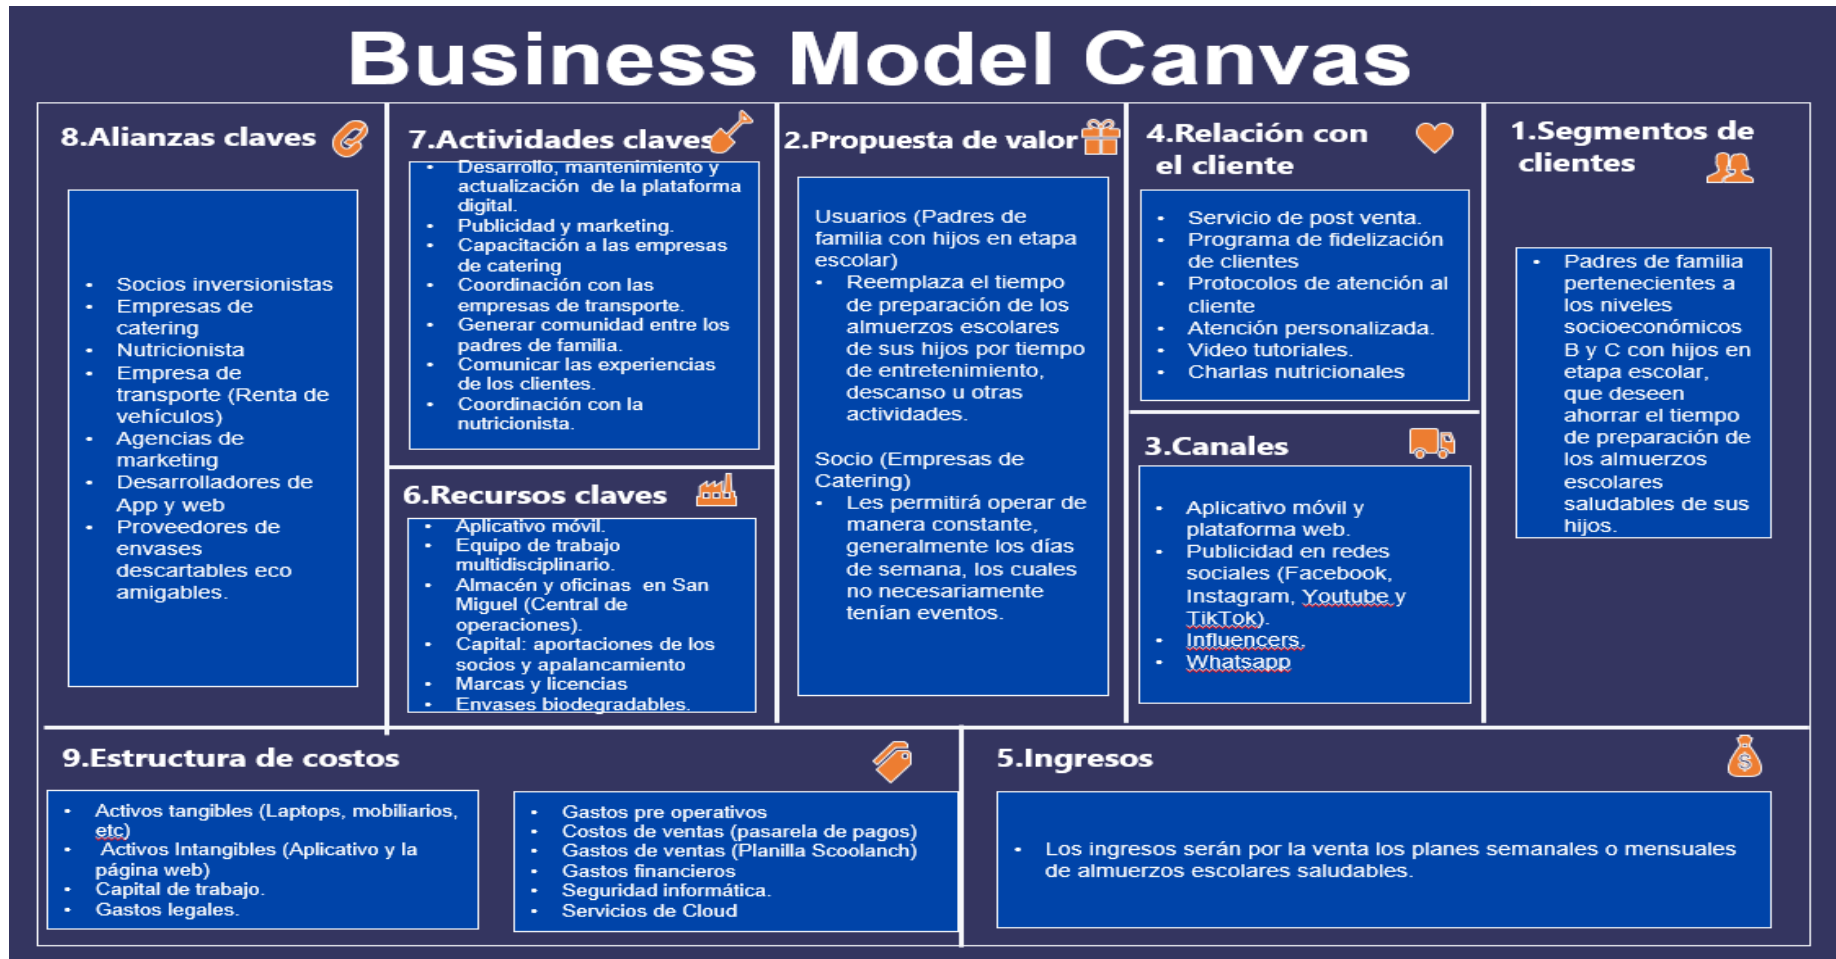 Business Model Canvas
8.Alianzas claves
• Socios inversionistas
• Empresas de
catering
• Nutricionista
• Empresa de
transporte (Renta de
vehículos)
• Agencias de
marketing
• Desarrolladores de
App y web
• Proveedores de
envases
descartables eco
amigables.
7.Actividades claves
• Desarrollo, mantenimiento y
actualización de la plataforma
digital.
• Publicidad y marketing.
• Capacitación a las empresas
de catering
• Coordinación con las
empresas de transporte.
• Generar comunidad entre los
padres de familia.
• Comunicar las experiencias
de los clientes.
• Coordinación con la
nutricionista.
6.Recursos claves
• Aplicativo móvil.
• Equipo de trabajo
multidisciplinario.
• Almacén y oficinas en San
Miguel (Central de
operaciones).
• Capital: aportaciones de los
socios y apalancamiento
• Marcas y licencias
• Envases biodegradables.
2.Propuesta de valor
Usuarios (Padres de
familia con hijos en etapa
escolar)
• Reemplaza el tiempo
de preparación de los
almuerzos escolares
de sus hijos por tiempo
de entretenimiento,
descanso u otras
actividades.
Socio (Empresas de
Catering)
• Les permitirá operar de
manera constante,
generalmente los días
de semana, los cuales
no necesariamente
tenían eventos.
4.Relación con
el cliente
• Servicio de post venta.
• Programa de fidelización
de clientes
• Protocolos de atención al
cliente
• Atención personalizada.
• Video tutoriales.
• Charlas nutricionales
3.Canales
• Aplicativo móvil y
plataforma web.
• Publicidad en redes
sociales (Facebook,
Instagram, Youtube y
TikTok).
• Influencers.
• Whatsapp
1.Segmentos de
clientes
• Padres de familia
pertenecientes a
los niveles
socioeconómicos
B y C con hijos en
etapa escolar,
que deseen
ahorrar el tiempo
de preparación de
los almuerzos
escolares
saludables de sus
hijos.
9.Estructura de costos
• Activos tangibles (Laptops, mobiliarios,
etc)
• Activos Intangibles (Aplicativo y la
página web)
• Capital de trabajo.
• Gastos legales.
• Gastos pre operativos
• Costos de ventas (pasarela de pagos)
• Gastos de ventas (Planilla Scoolanch)
• Gastos financieros
• Seguridad informática.
• Servicios de Cloud
5.Ingresos
$
• Los ingresos serán por la venta los planes semanales o mensuales
de almuerzos escolares saludables.